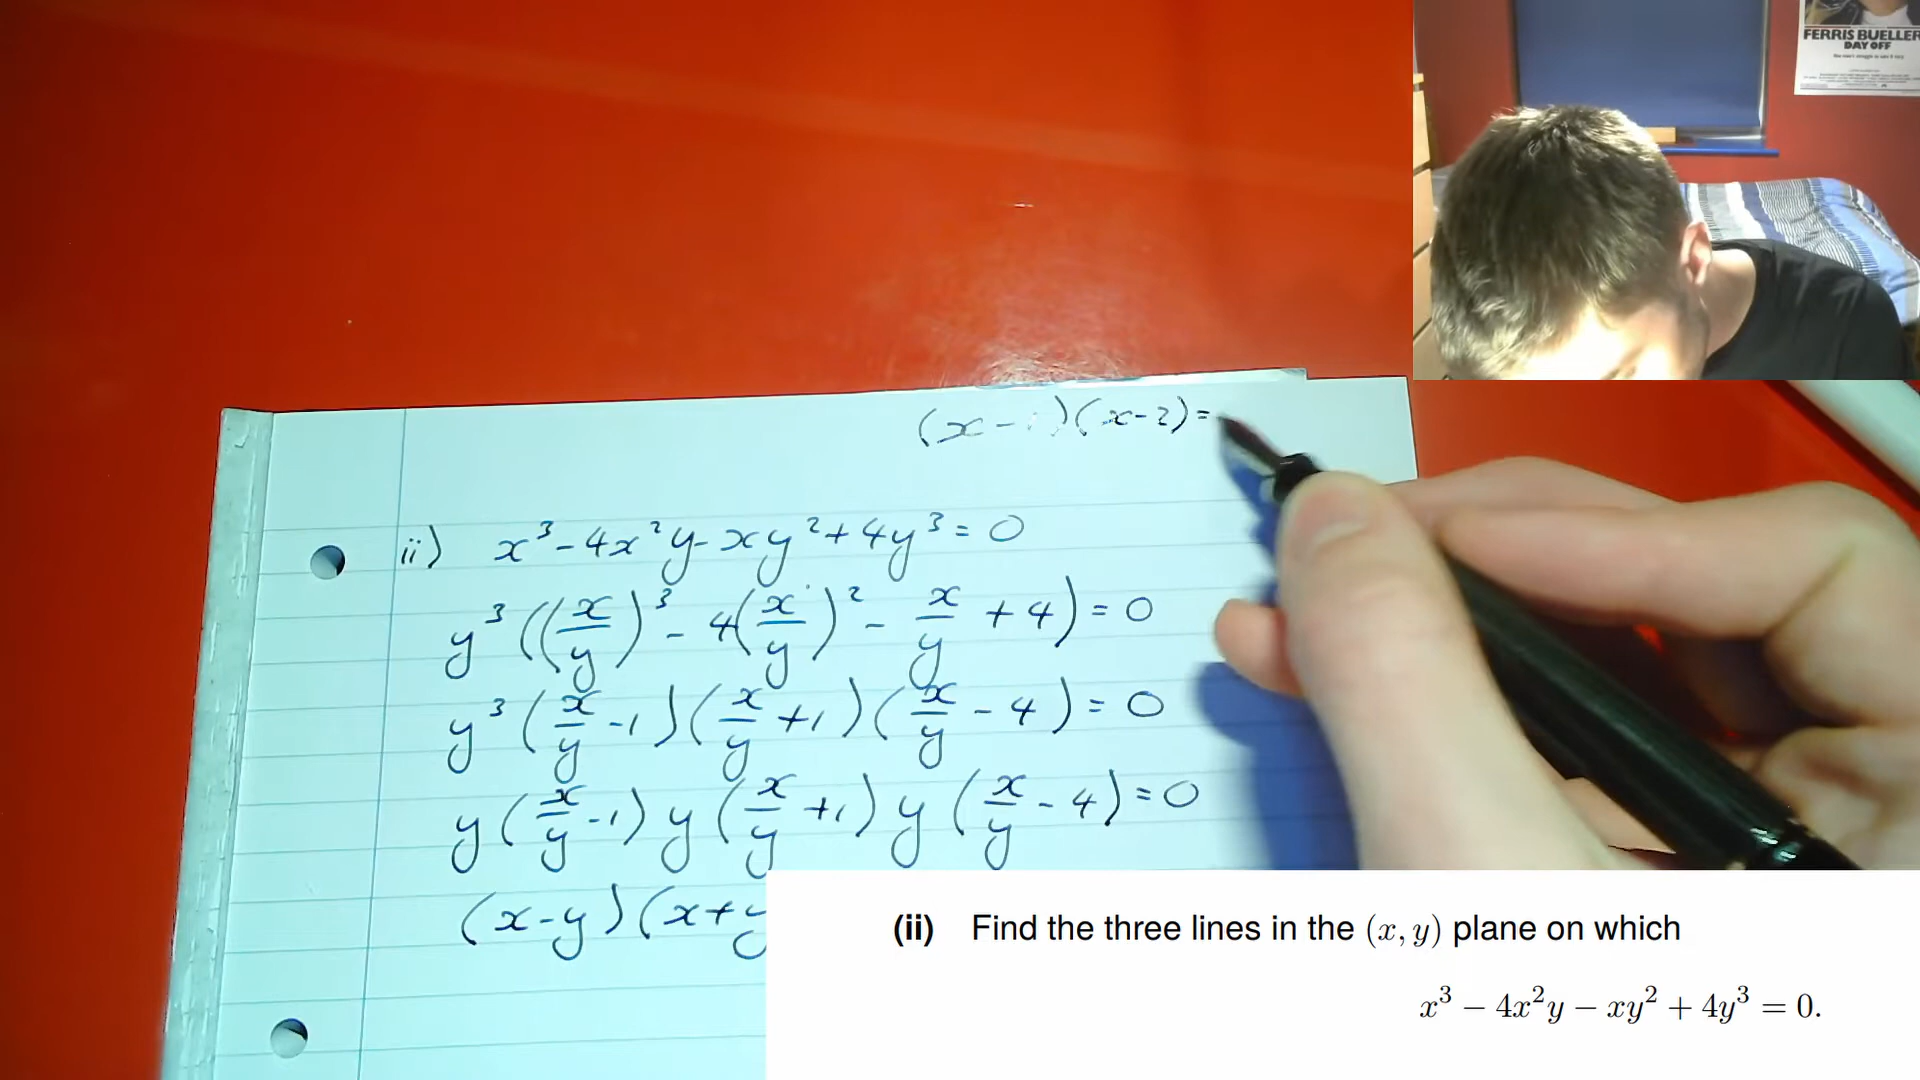 FERRIS BUELLER
DAY OFF
(x - 1)(x-2)=
ii) x³-4x²y-xy²+4y³=0
y³((x/y)³-4(x/y)²-x/y+4)=0
y³(x/y-1)(x/y+1)(x/y-4)=0
y(x/y-1)y(x/y+1)y(x/y-4)=0
(x-y)(x+y
(ii) Find the three lines in the (x, y) plane on which
x³ − 4x²y − xy² + 4y³ = 0.